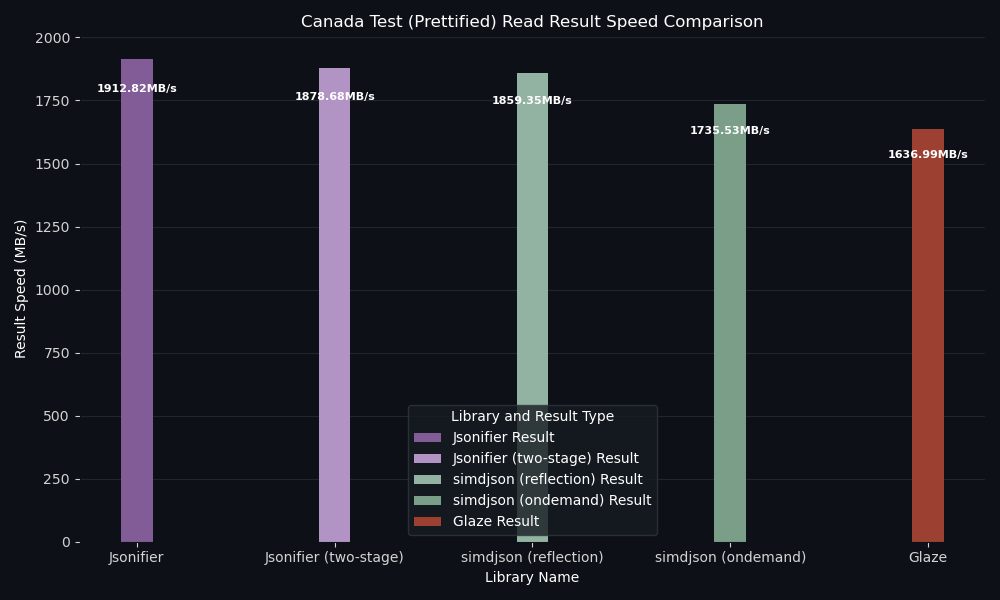 Canada Test (Prettified) Read Result Speed Comparison
Result Speed (MB/s)
2000
1750
1500
1250
1000
750
500
250
0
1912.82MB/s
1878.68MB/s
1859.35MB/s
1735.53MB/s
1636.99MB/s
Library and Result Type
Jsonifier Result
Jsonifier (two-stage) Result
simdjson (reflection) Result
simdjson (ondemand) Result
Glaze Result
Jsonifier
Jsonifier (two-stage)
simdjson (reflection)
simdjson (ondemand)
Glaze
Library Name